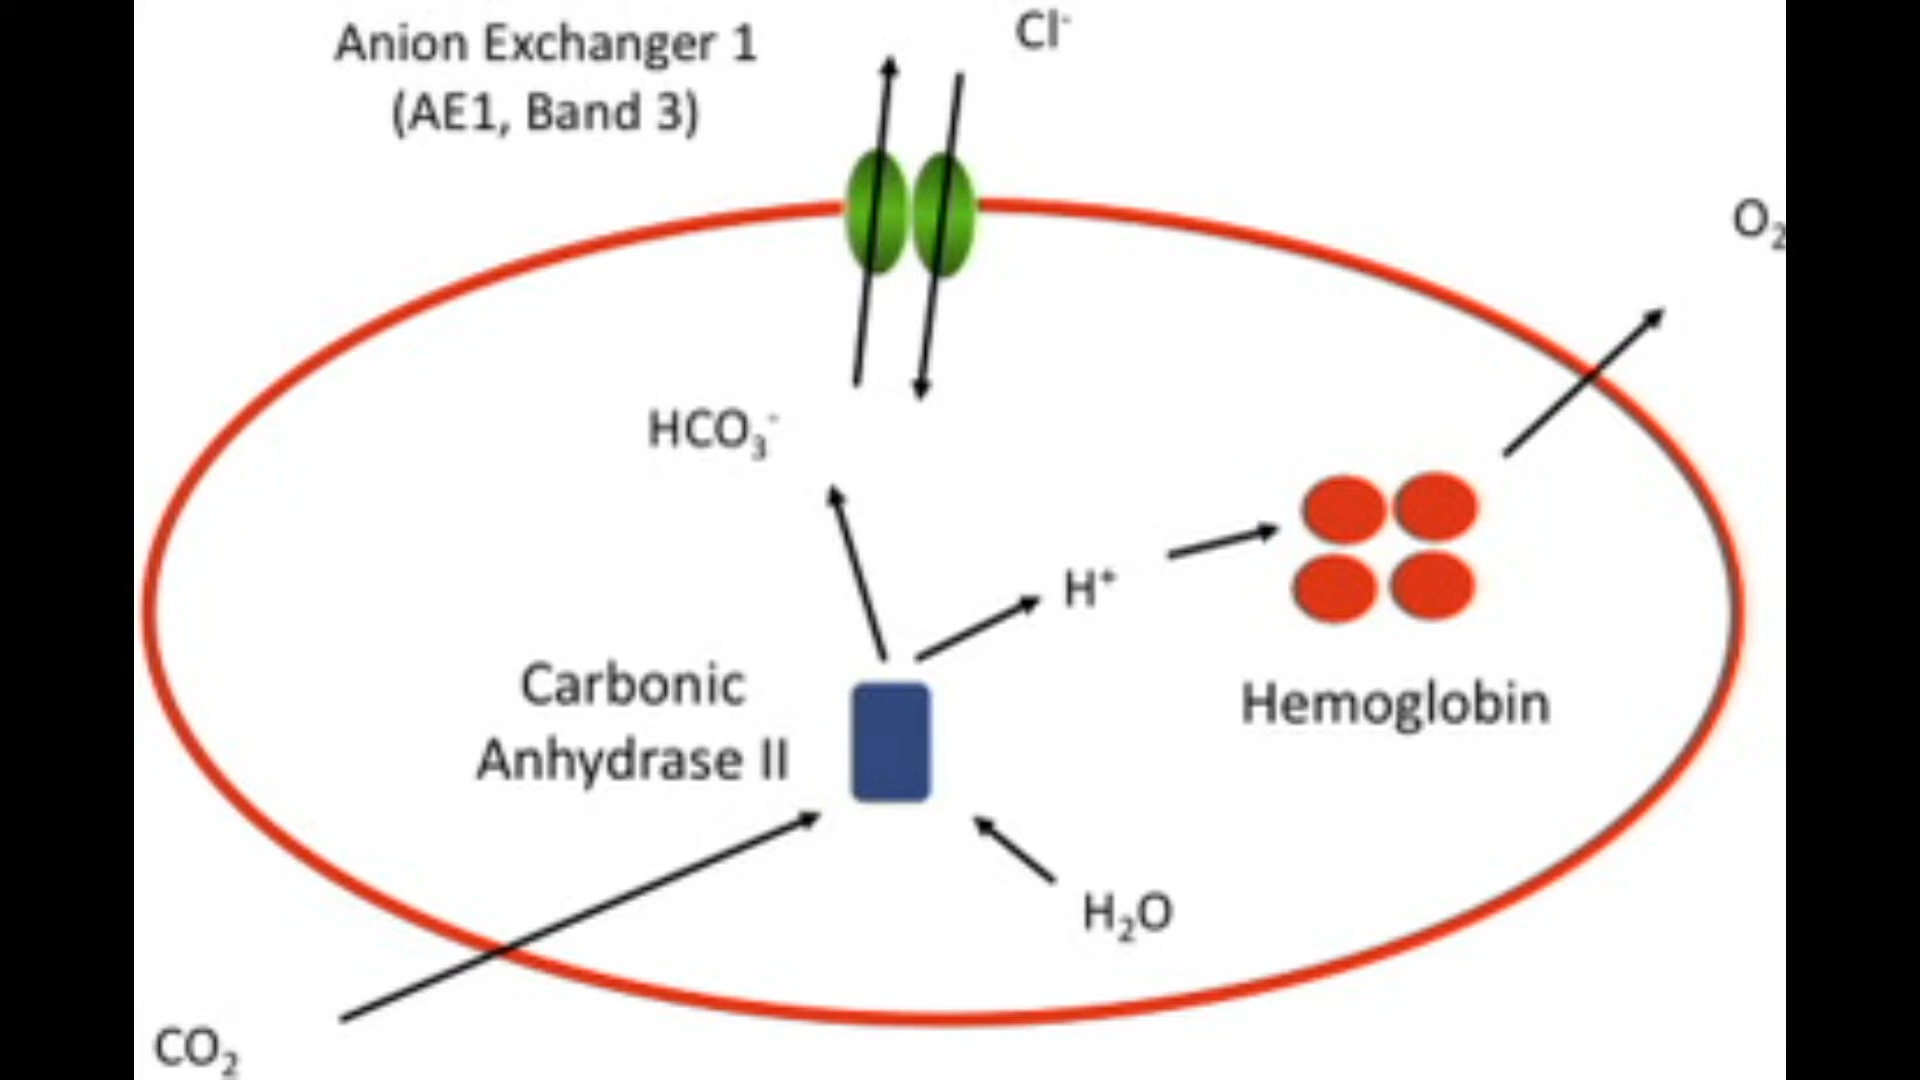 Anion Exchanger 1
(AE1, Band 3)
Cl⁻
O₂
HCO₃⁻
H⁺
Carbonic
Anhydrase II
Hemoglobin
H₂O
CO₂